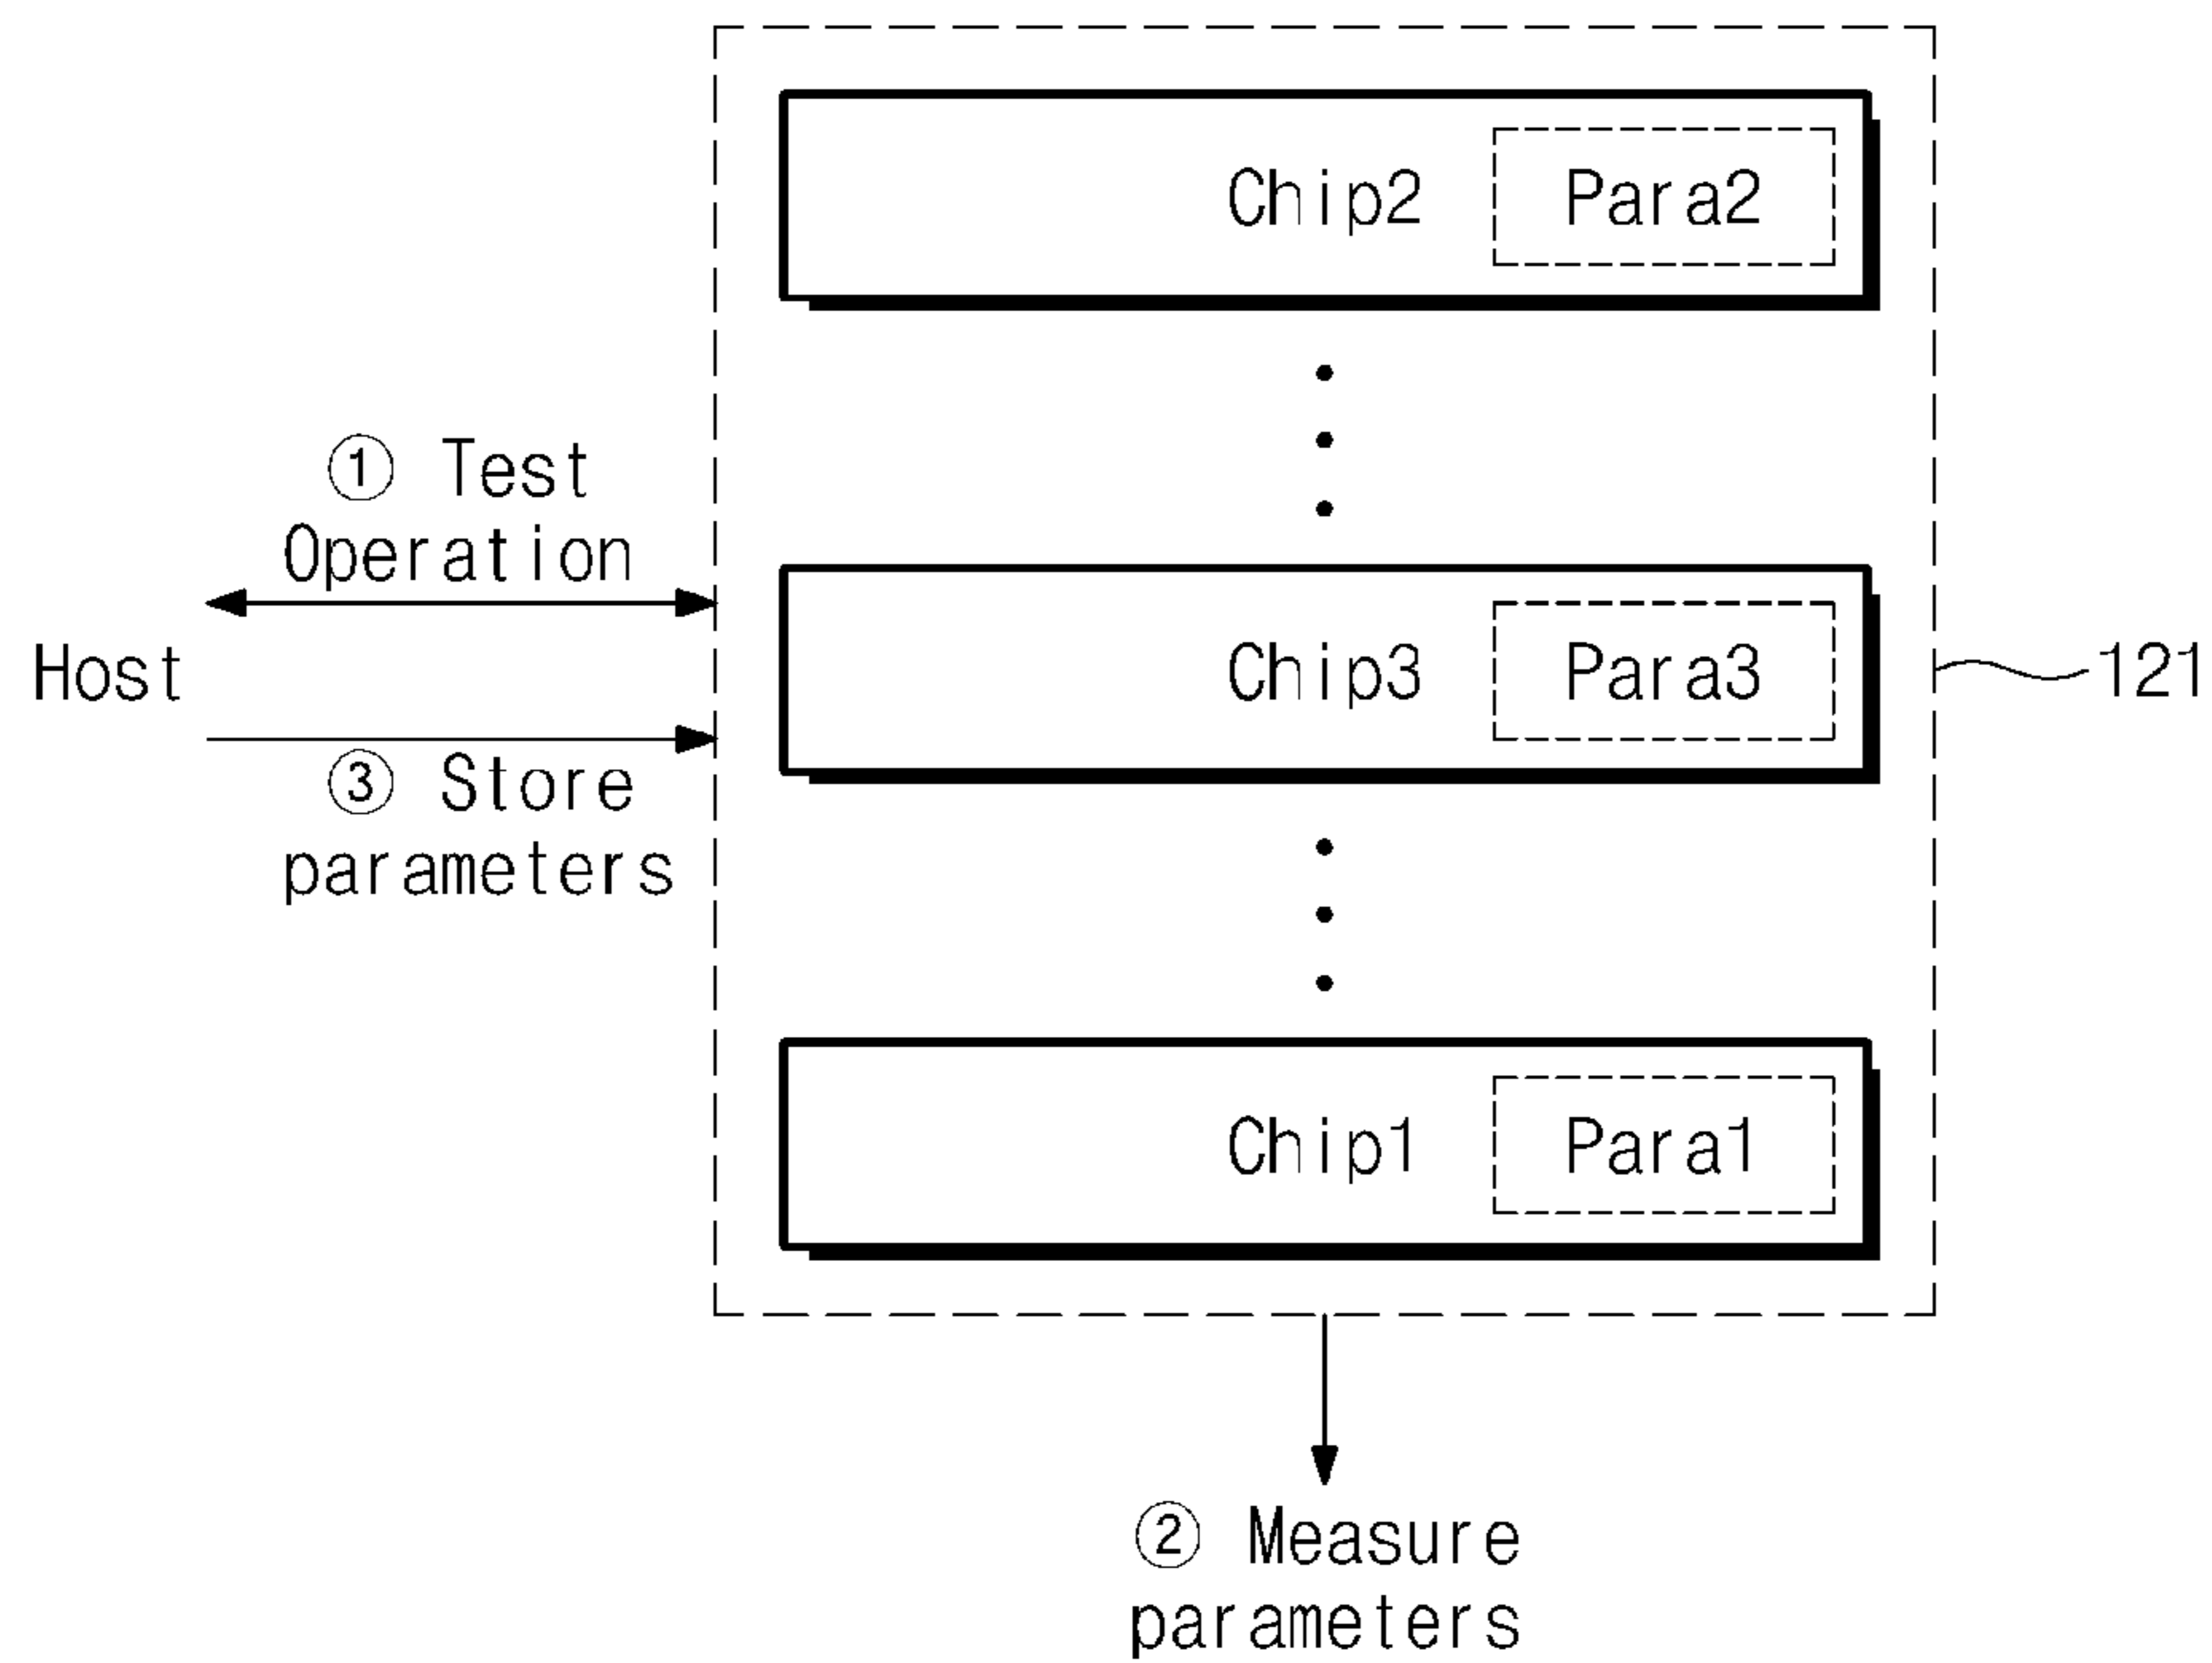 Chip2 Para2
① Test
Operation
Host
Chip3 Para3
121
③ Store
parameters
Chip1 Para1
② Measure
parameters